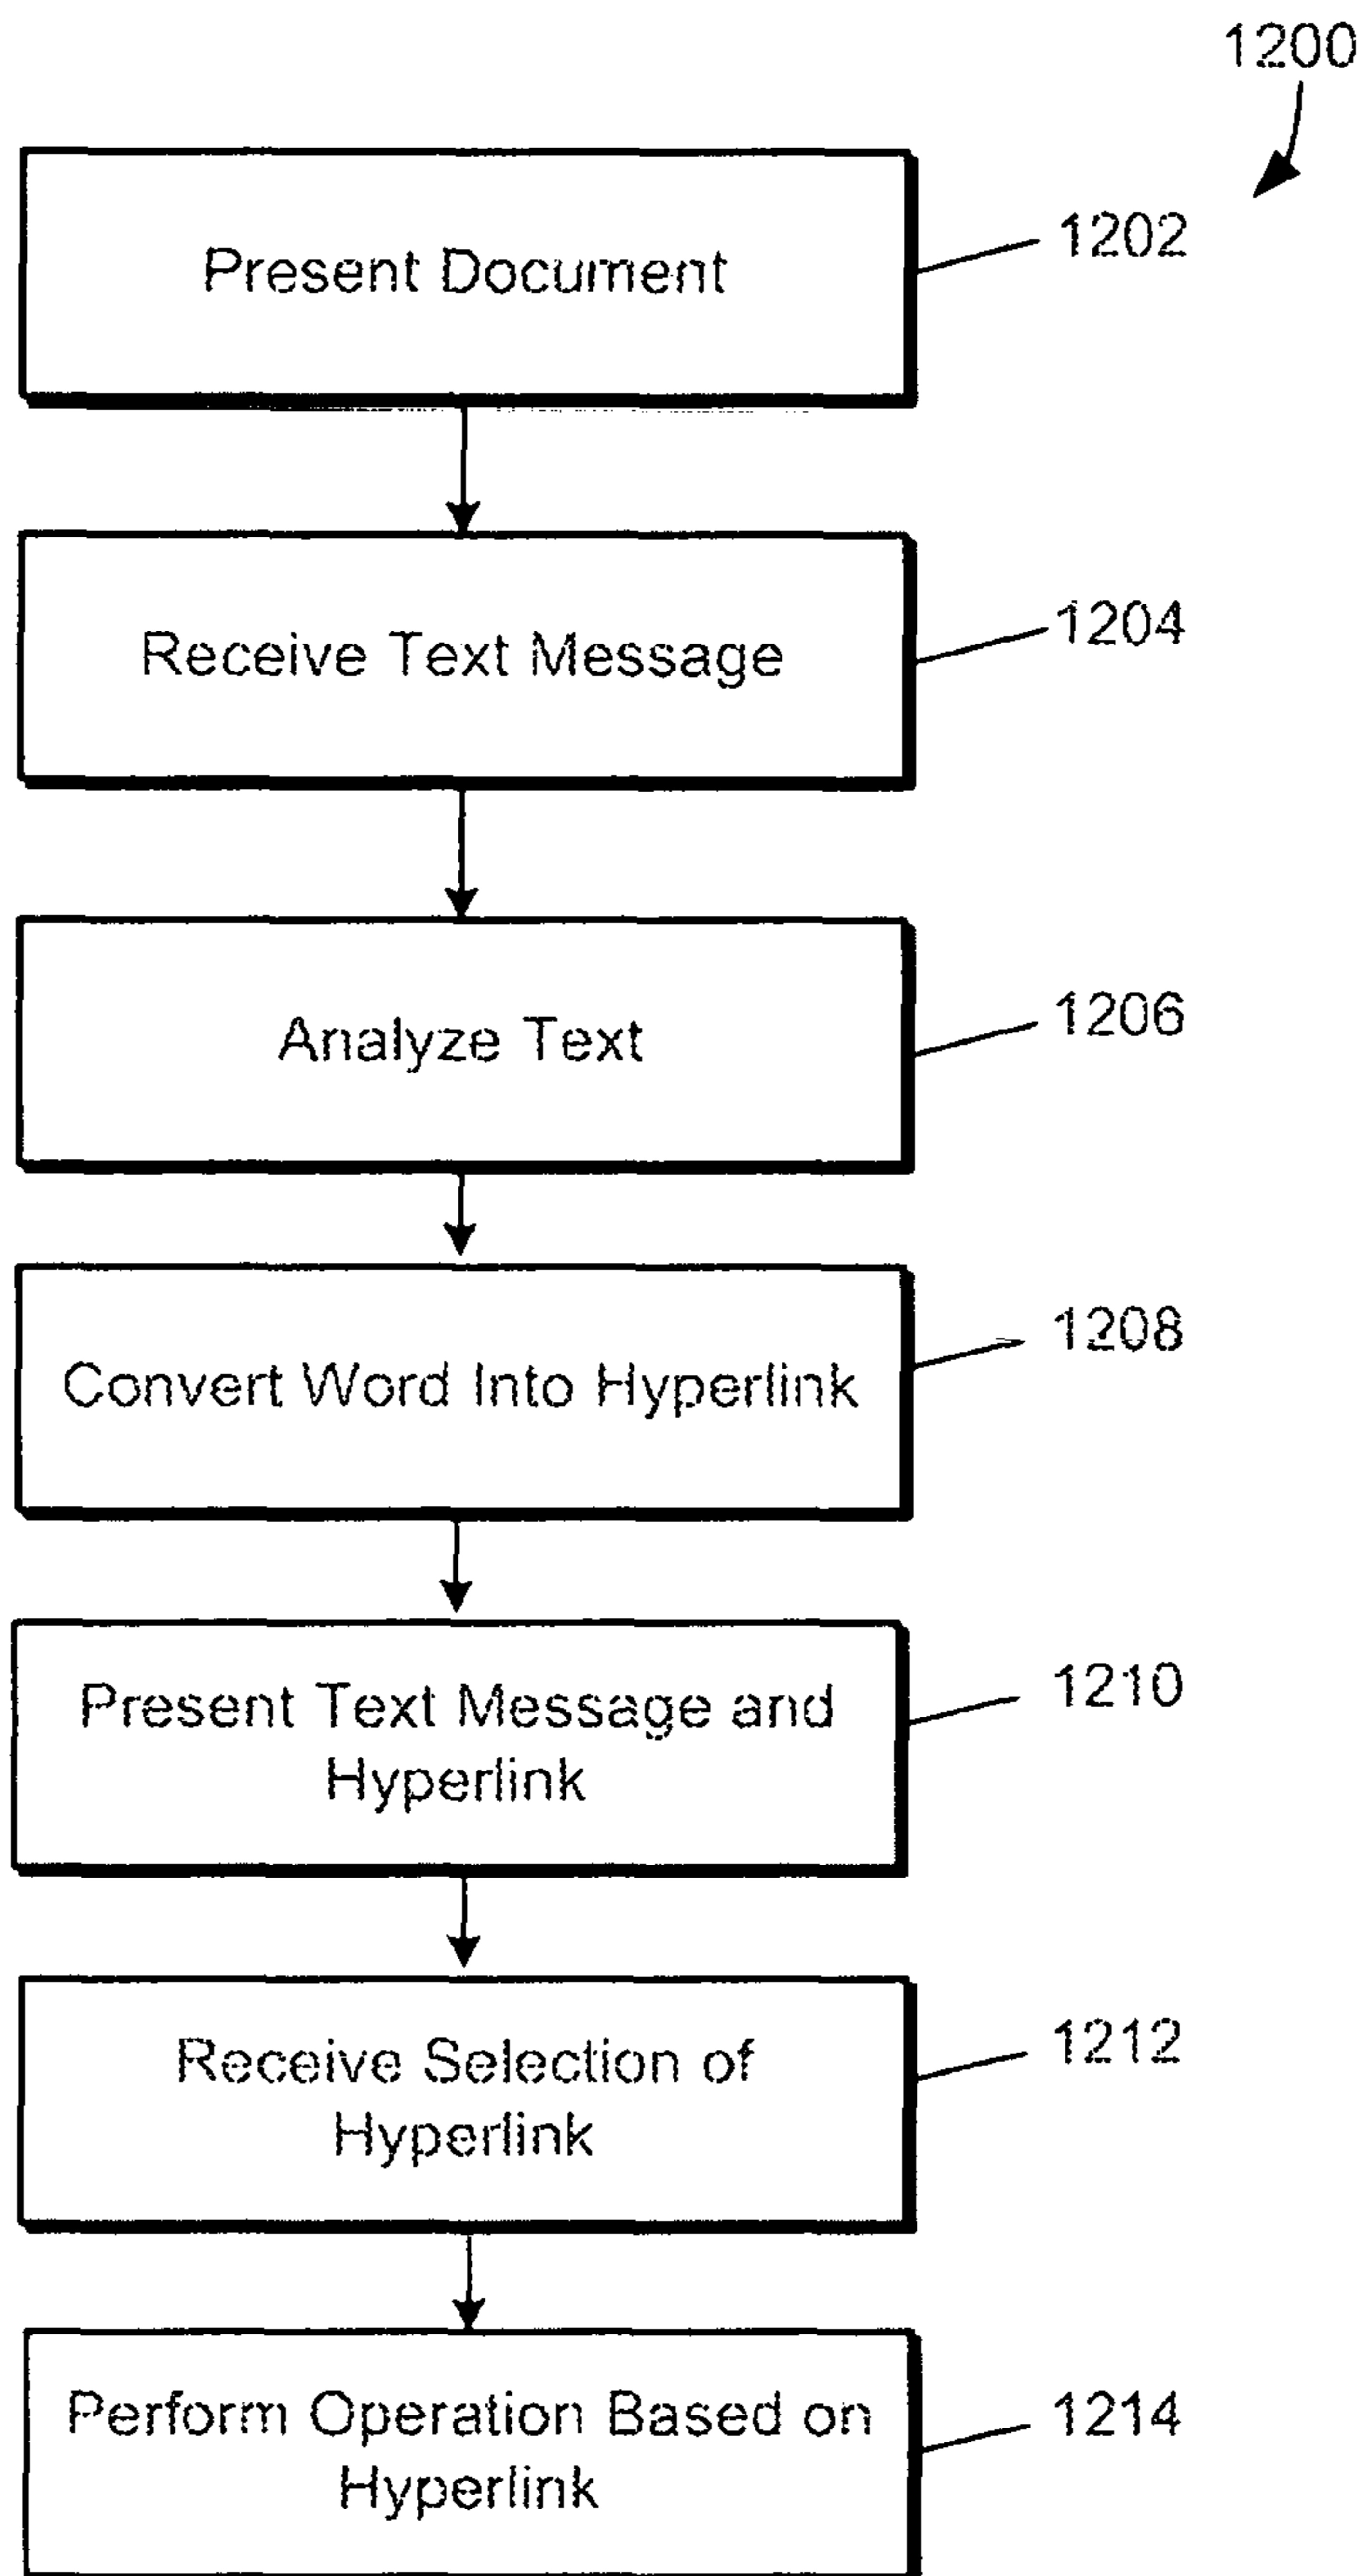 1200
Present Document
1202
Receive Text Message
1204
Analyze Text
1206
Convert Word Into Hyperlink
1208
Present Text Message and
Hyperlink
1210
Receive Selection of
Hyperlink
1212
Perform Operation Based on
Hyperlink
1214